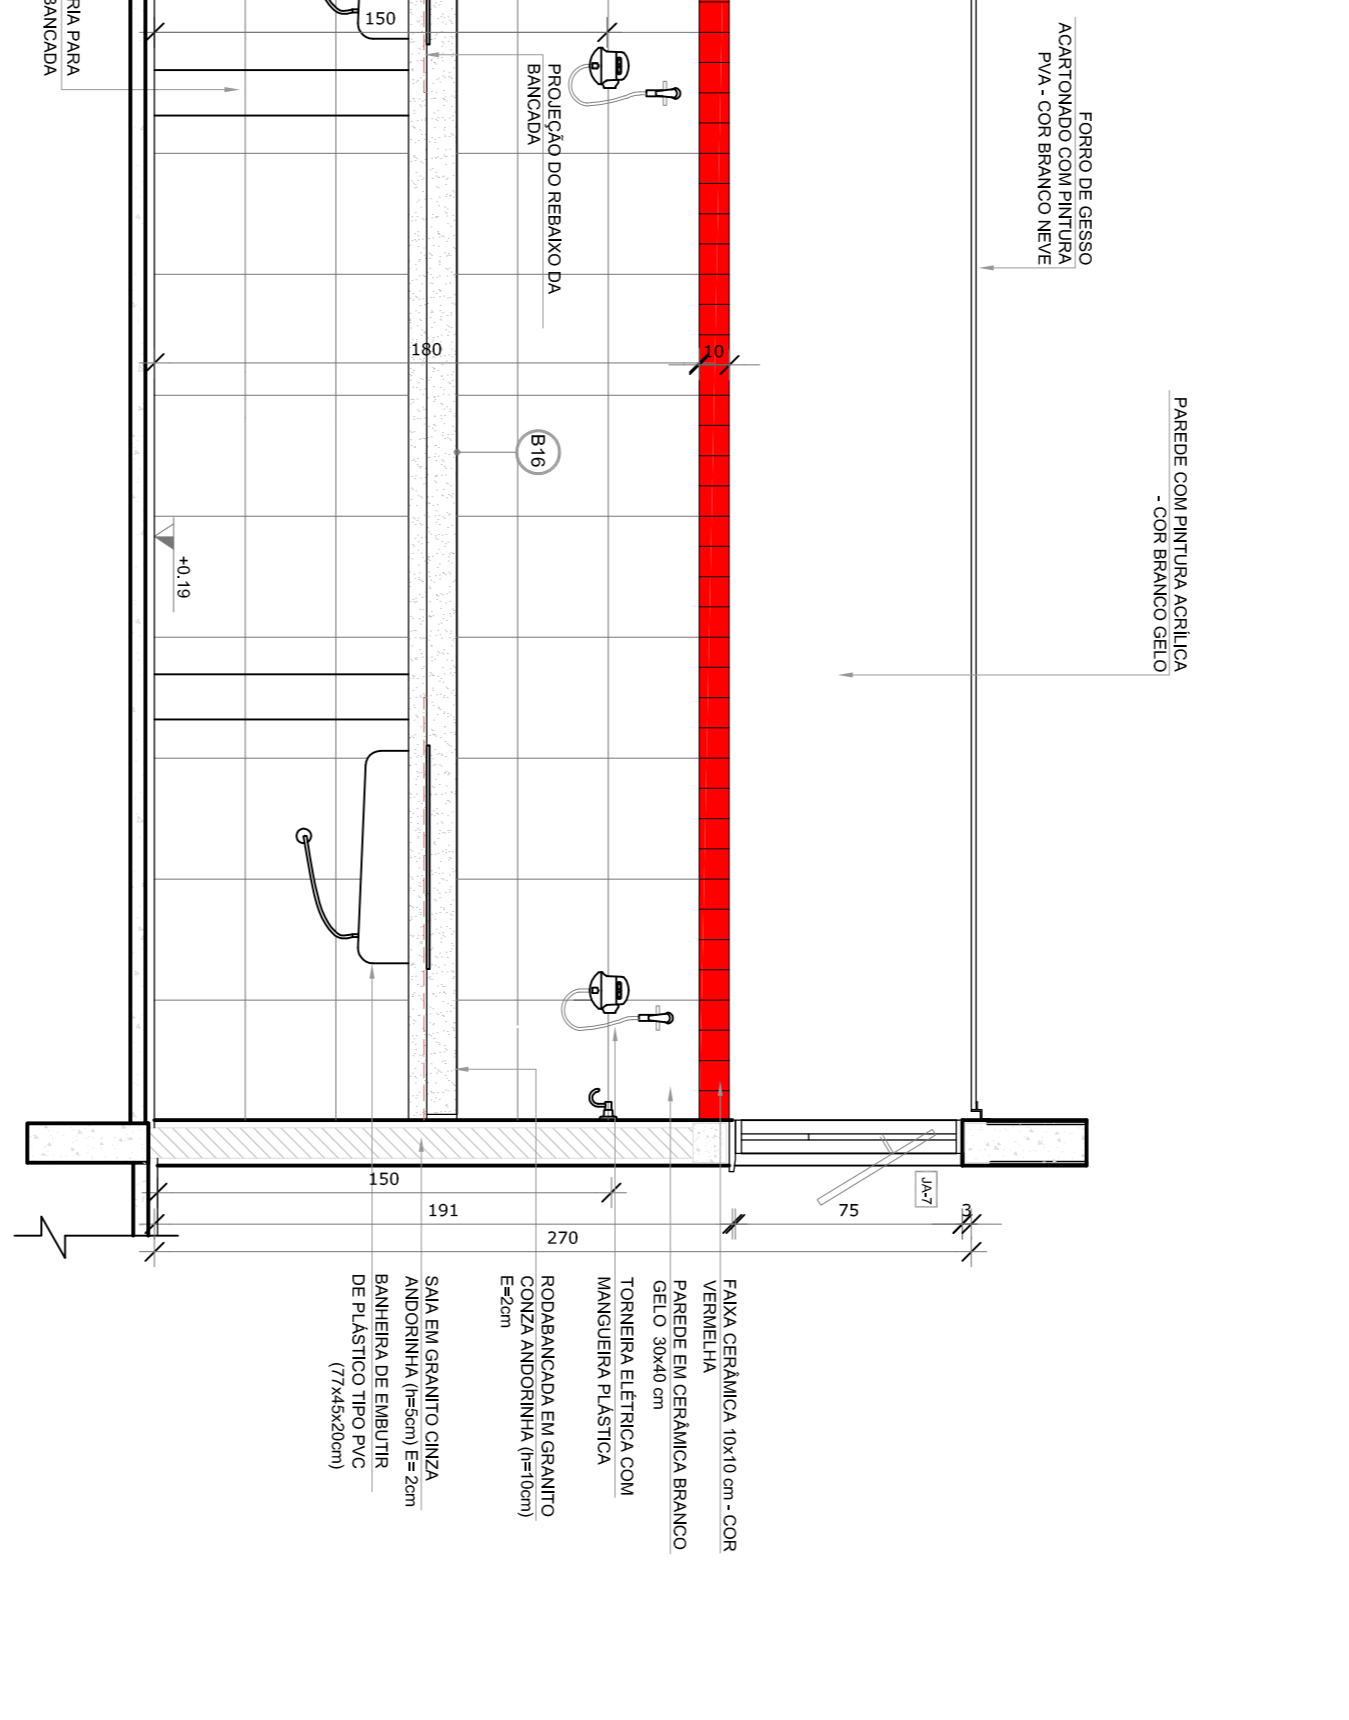 RIA PARA
BANCADA
150
PROJEÇÃO DO REBAIXO DA
BANCADA
FORRO DE GESSO
ACARTONADO COM PINTURA
PVA - COR BRANCO NEVE
PAREDE COM PINTURA ACRÍLICA
- COR BRANCO GELO
180
10
B16
+0.19
JA-7
150
191
75
3
270
FAIXA CERÂMICA 10x10 cm - COR
VERMELHA
PAREDE EM CERÂMICA BRANCO
GELO 30x40 cm
TORNEIRA ELÉTRICA COM
MANGUEIRA PLÁSTICA
RODABANCADA EM GRANITO
CONZA ANDORINHA (h=10cm)
E=2cm
SAIA EM GRANITO CINZA
ANDORINHA (h=5cm) E= 2cm
BANHEIRA DE EMBUTIR
DE PLÁSTICO TIPO PVC
(77x45x20cm)